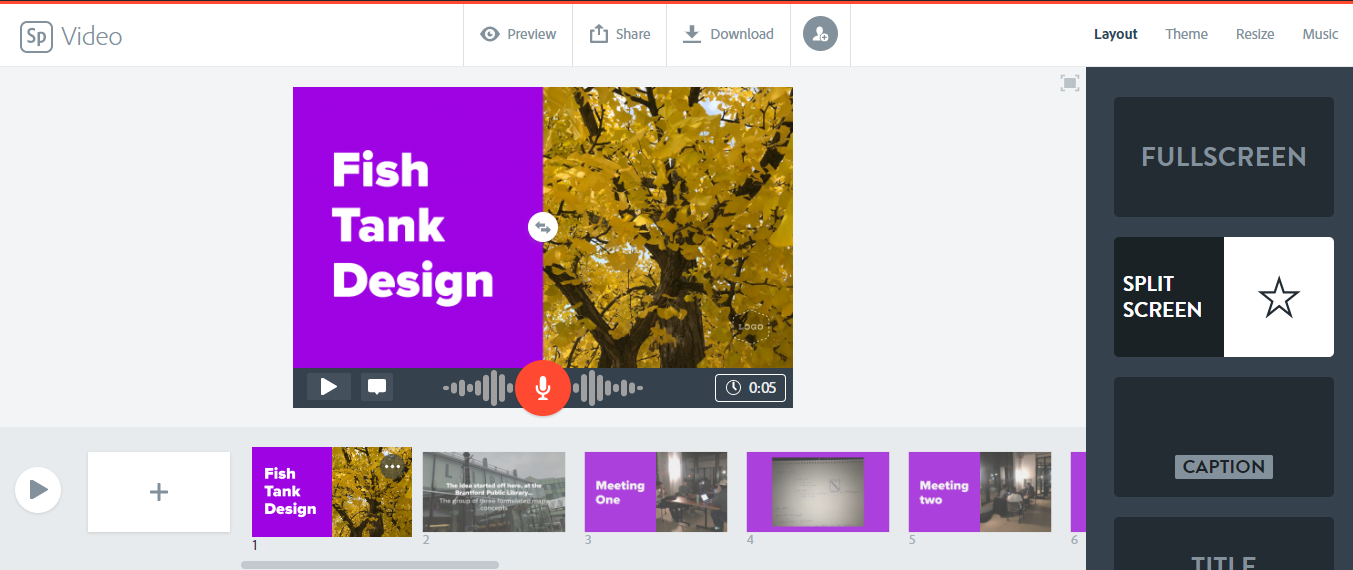 Sp Video
Preview
Share
Download
Layout
Theme
Resize
Music
Fish
Tank
Design
LOGO
0:05
FULLSCREEN
SPLIT
SCREEN
CAPTION
TITLE
Fish
Tank
Design
The idea started off here, at the
Brantford Public Library...
The group of three formulated
concepts
Meeting
One
Meeting
two
1
2
3
4
5
6